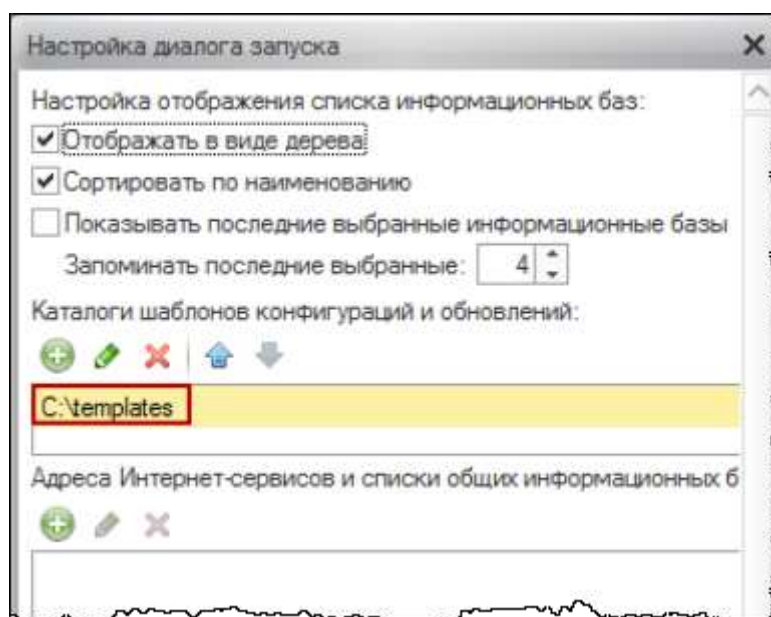 Настройка диалога запуска
Настройка отображения списка информационных баз:
Отображать в виде дерева
Сортировать по наименованию
Показывать последние выбранные информационные базы
Запоминать последние выбранные: 4
Каталоги шаблонов конфигураций и обновлений:
C:\templates
Адреса Интернет-сервисов и списки общих информационных б